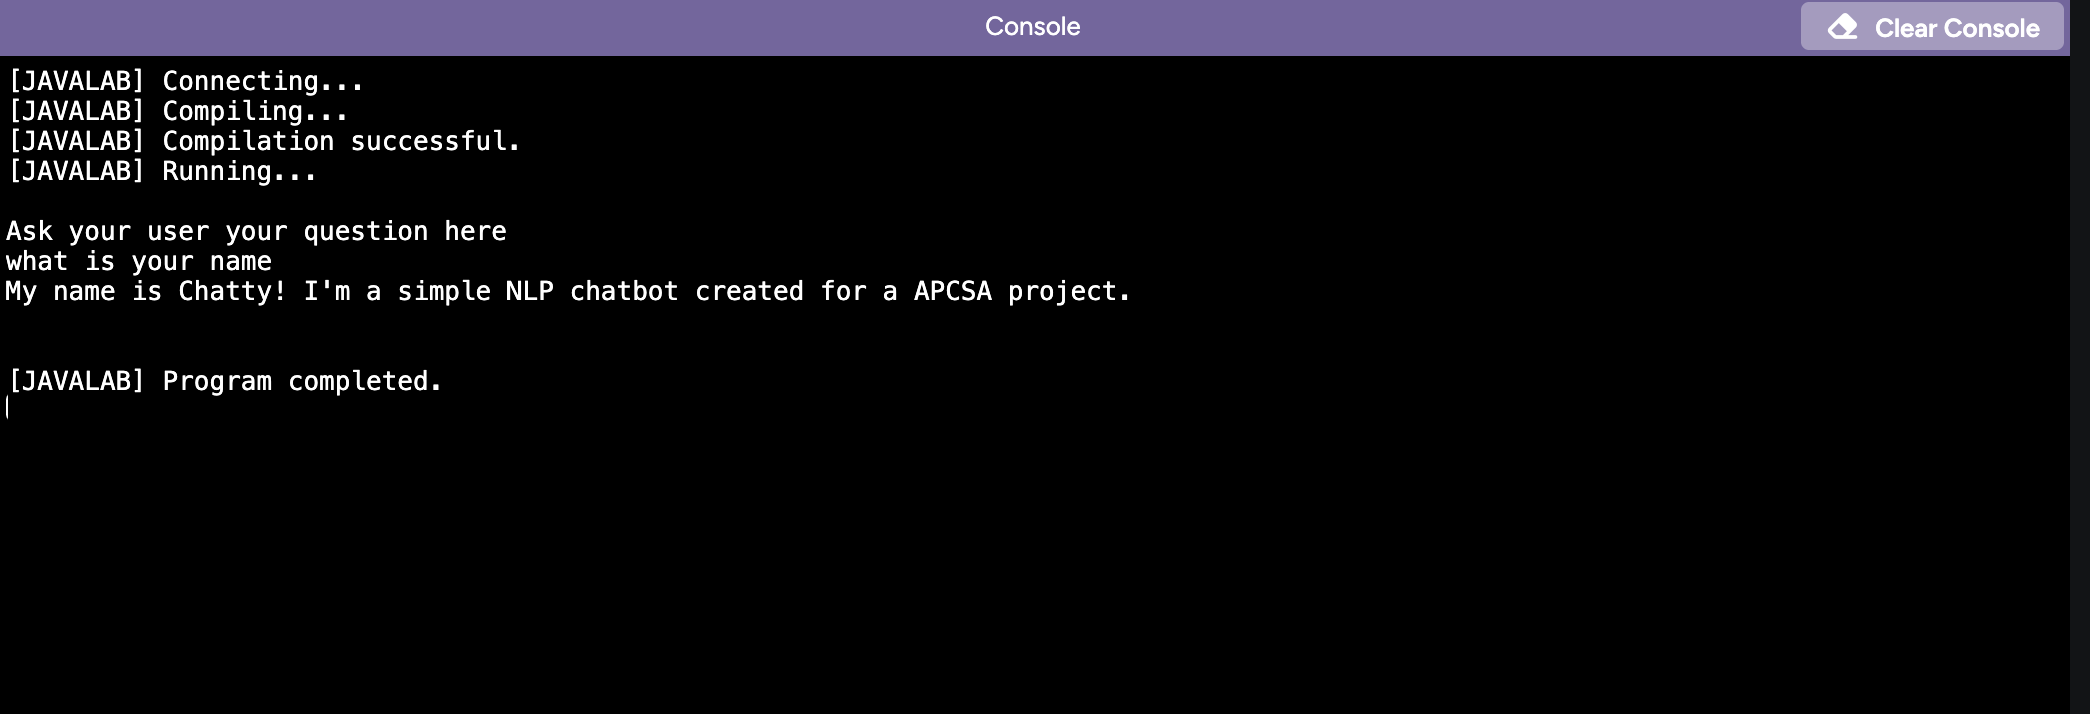 Console
Clear Console
[JAVALAB] Connecting...
[JAVALAB] Compiling...
[JAVALAB] Compilation successful.
[JAVALAB] Running...
Ask your user your question here
what is your name
My name is Chatty! I'm a simple NLP chatbot created for a APCSA project.
[JAVALAB] Program completed.